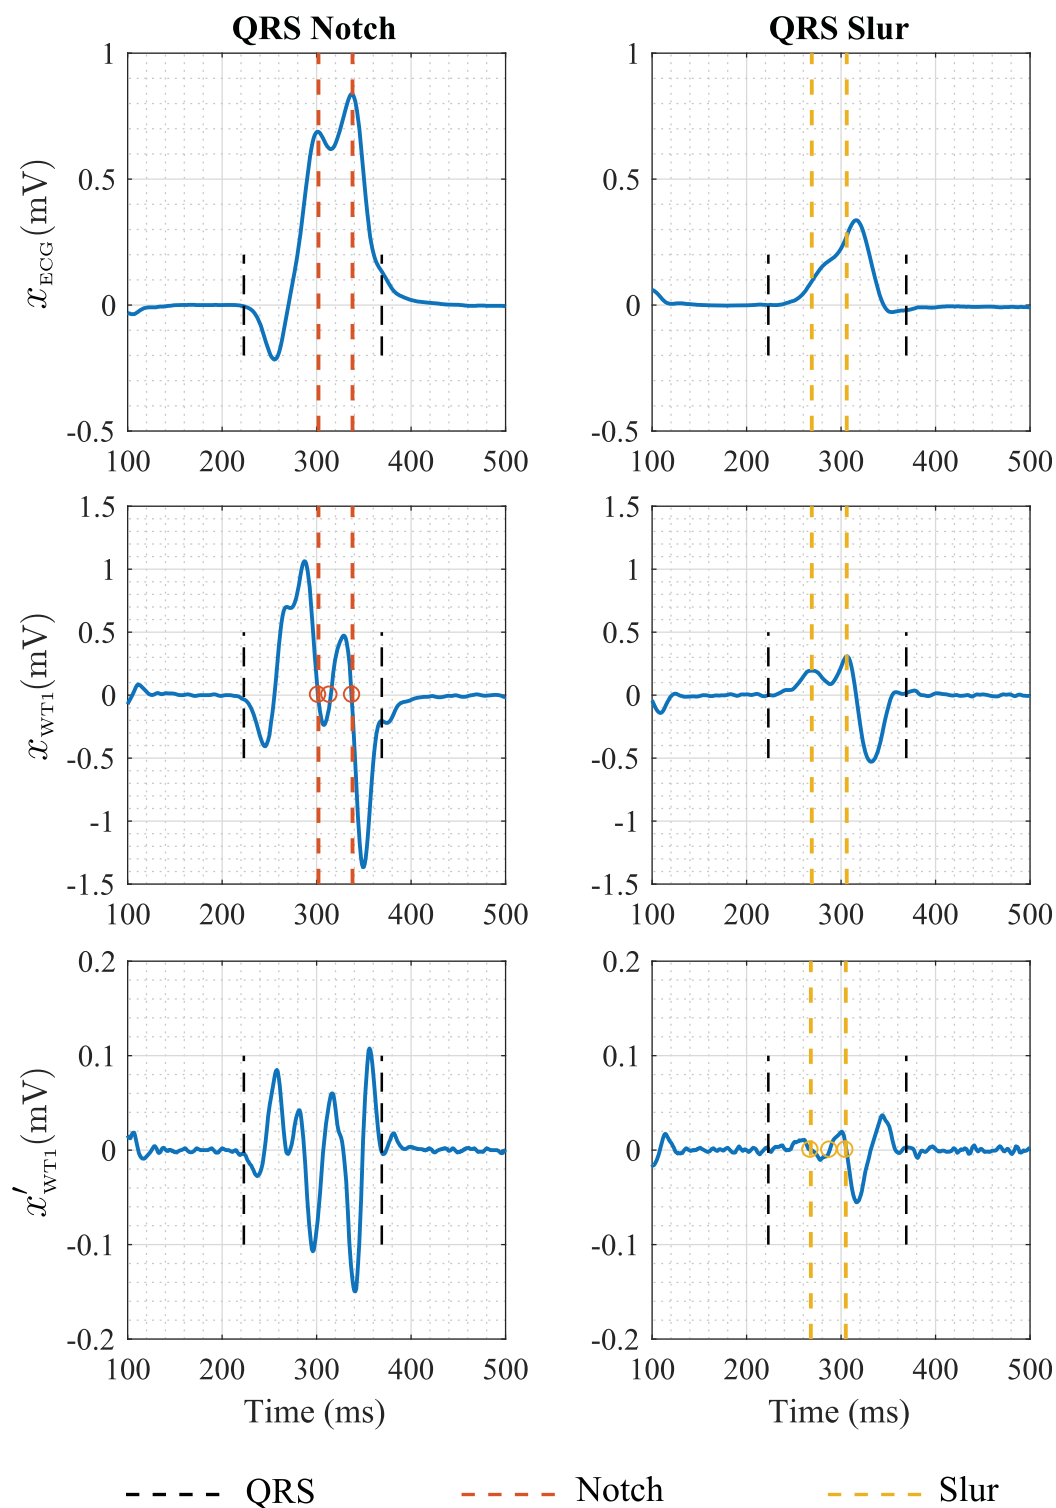 QRS Notch QRS Slur
1 1
0.5 0.5
0 0
-0.5 -0.5
100 200 300 400 500 100 200 300 400 500
x_ECG(mV)
1.5 1.5
1 1
0.5 0.5
0 0
-0.5 -0.5
-1 -1
-1.5 -1.5
100 200 300 400 500 100 200 300 400 500
x_WT1(mV)
0.2 0.2
0.1 0.1
0 0
-0.1 -0.1
-0.2 -0.2
100 200 300 400 500 100 200 300 400 500
x′_WT1(mV)
Time (ms) Time (ms)
QRS Notch Slur